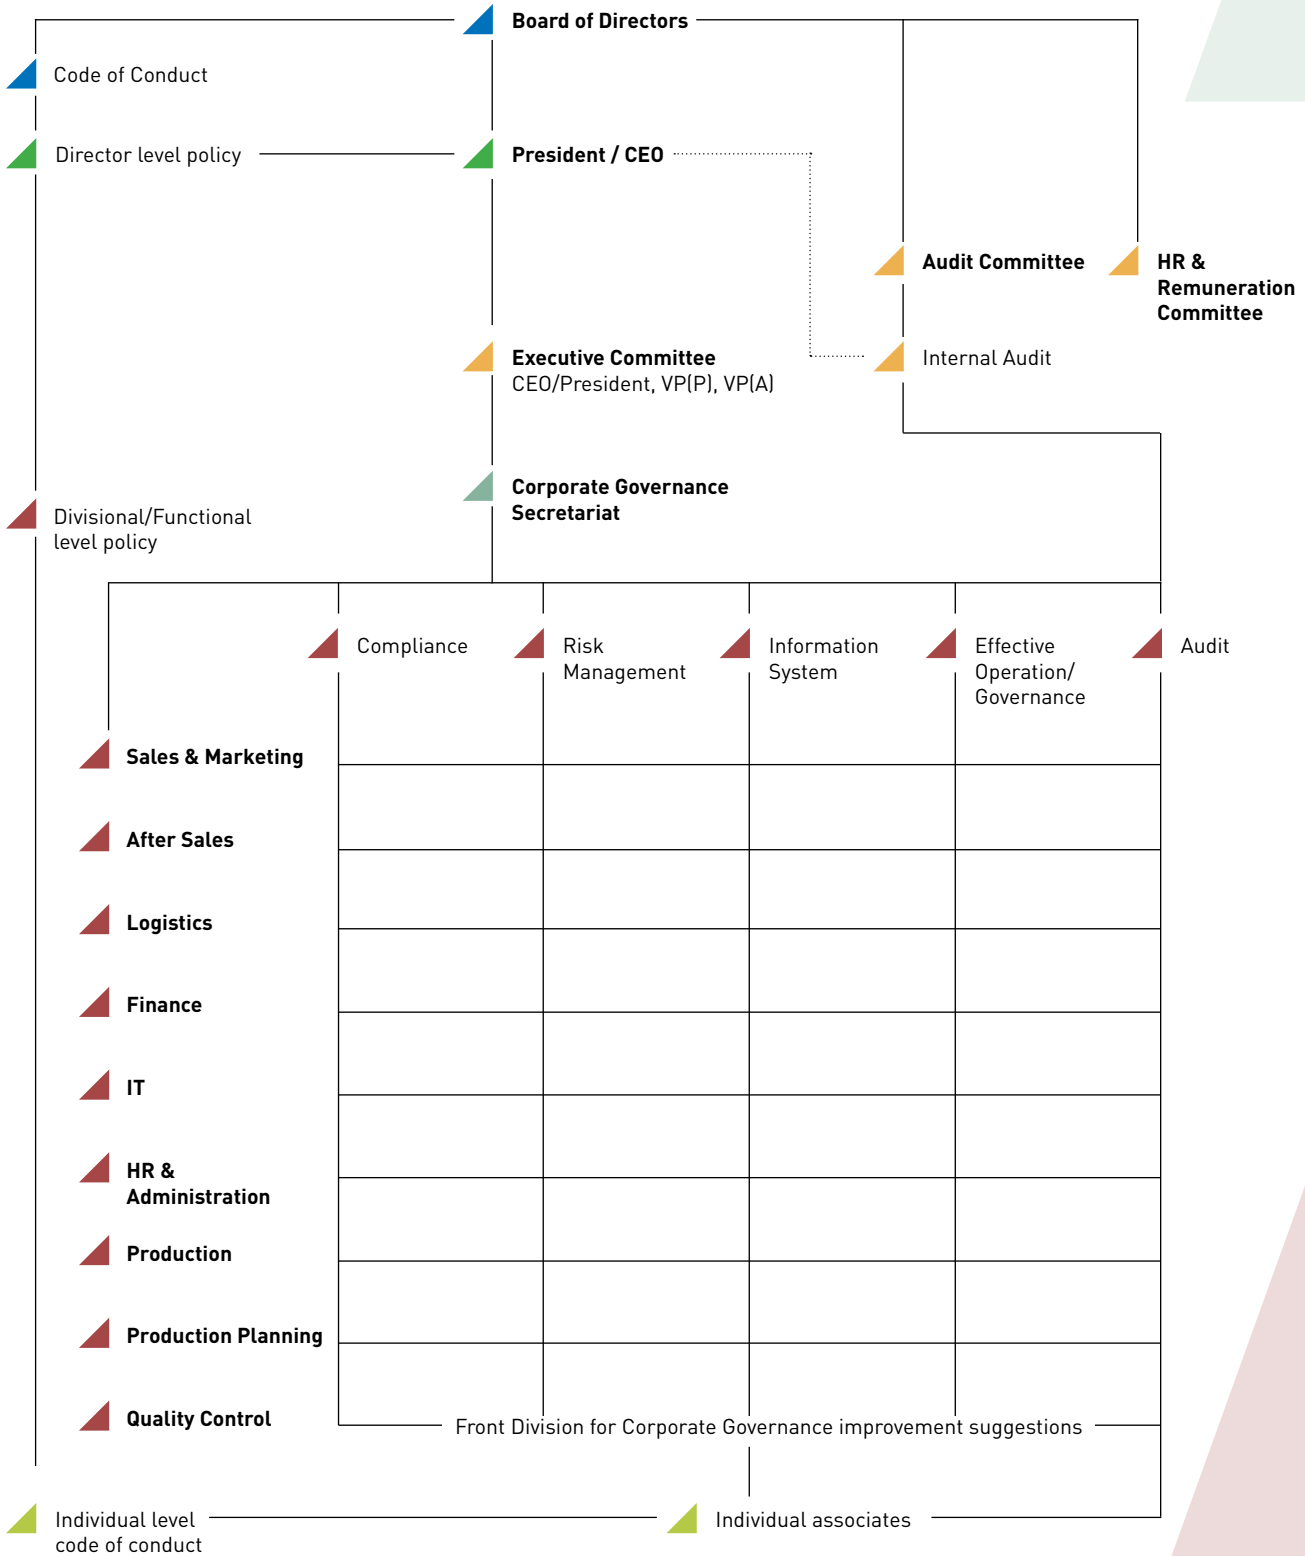 Board of Directors
Code of Conduct
Director level policy
President / CEO
Audit Committee
HR &
Remuneration
Committee
Executive Committee
CEO/President, VP(P), VP(A)
Internal Audit
Corporate Governance
Secretariat
Divisional/Functional
level policy
Compliance
Risk
Management
Information
System
Effective
Operation/
Governance
Audit
Sales & Marketing
After Sales
Logistics
Finance
IT
HR &
Administration
Production
Production Planning
Quality Control
Front Division for Corporate Governance improvement suggestions
Individual level
code of conduct
Individual associates